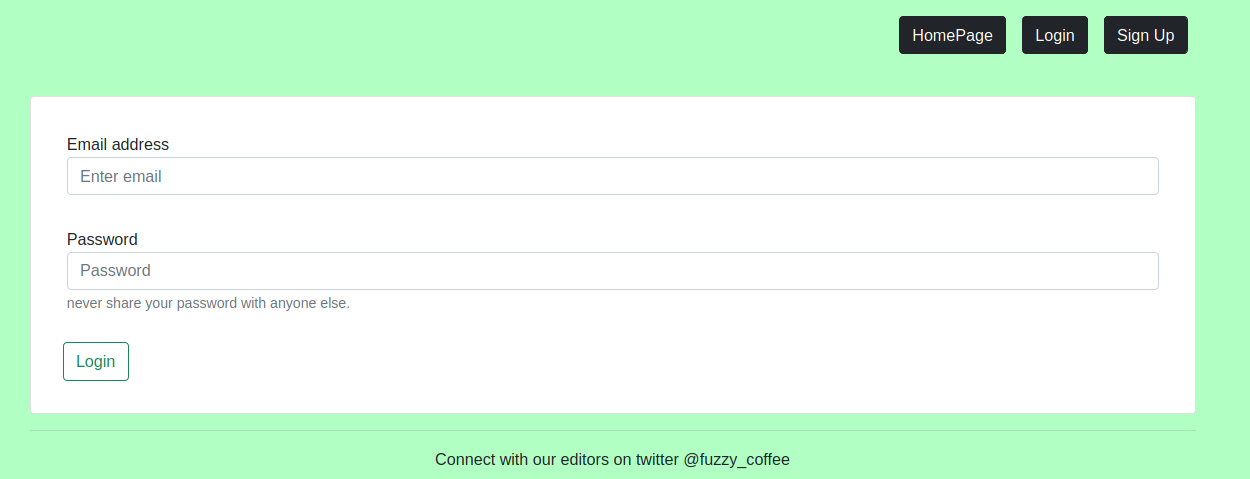 HomePage Login Sign Up
Email address
Enter email
Password
Password
never share your password with anyone else.
Login
Connect with our editors on twitter @fuzzy_coffee